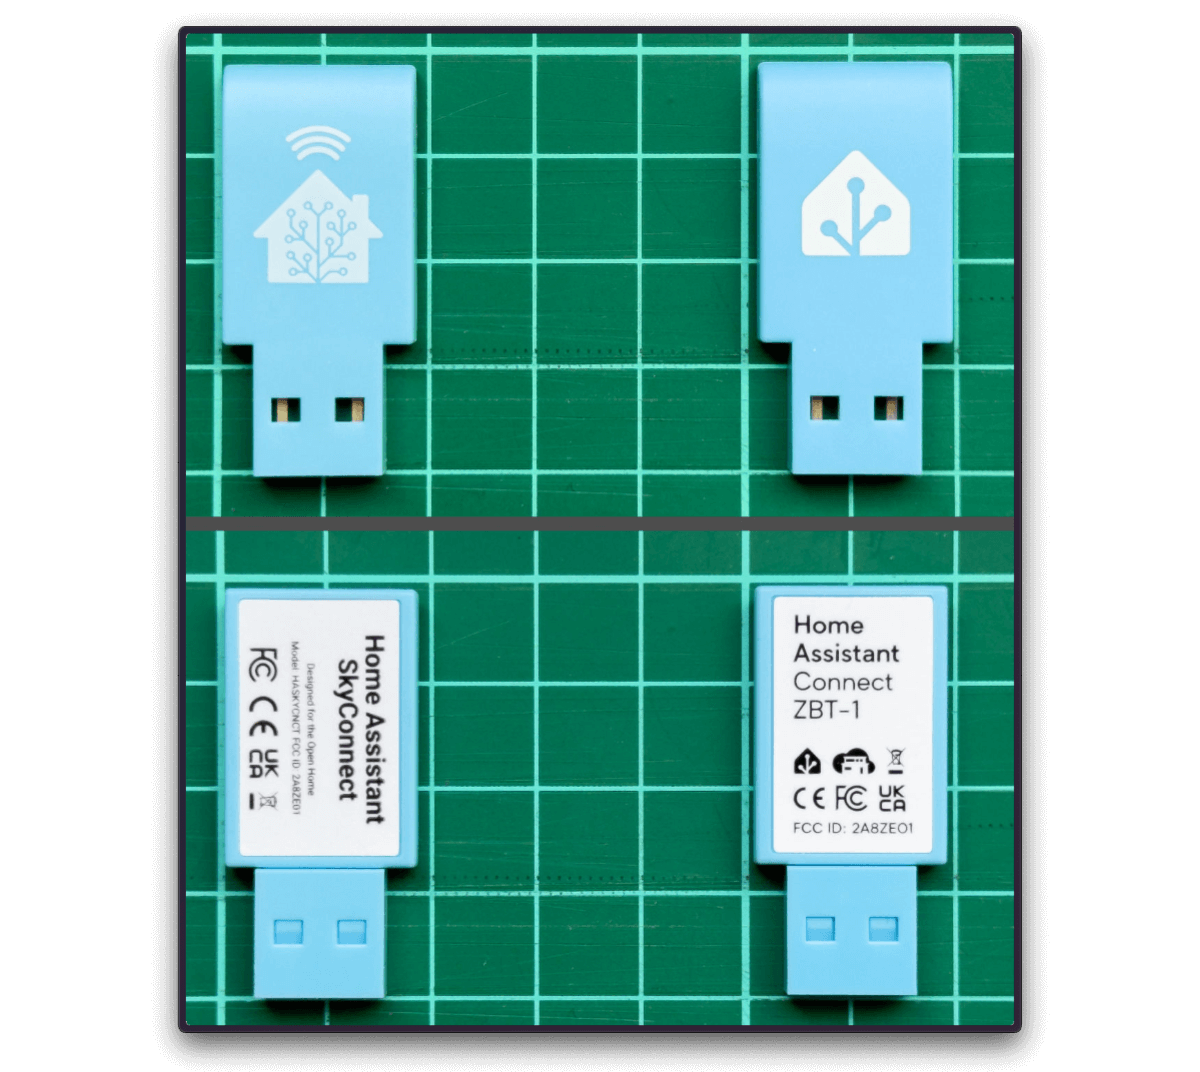 Home Assistant
SkyConnect
Designed for the Open Home
Model: HASKYCNCT FCC ID: 2A8ZE01
FC CE UK
CA
Home
Assistant
Connect
ZBT-1
CE FC UK
CA
FCC ID: 2A8ZE01